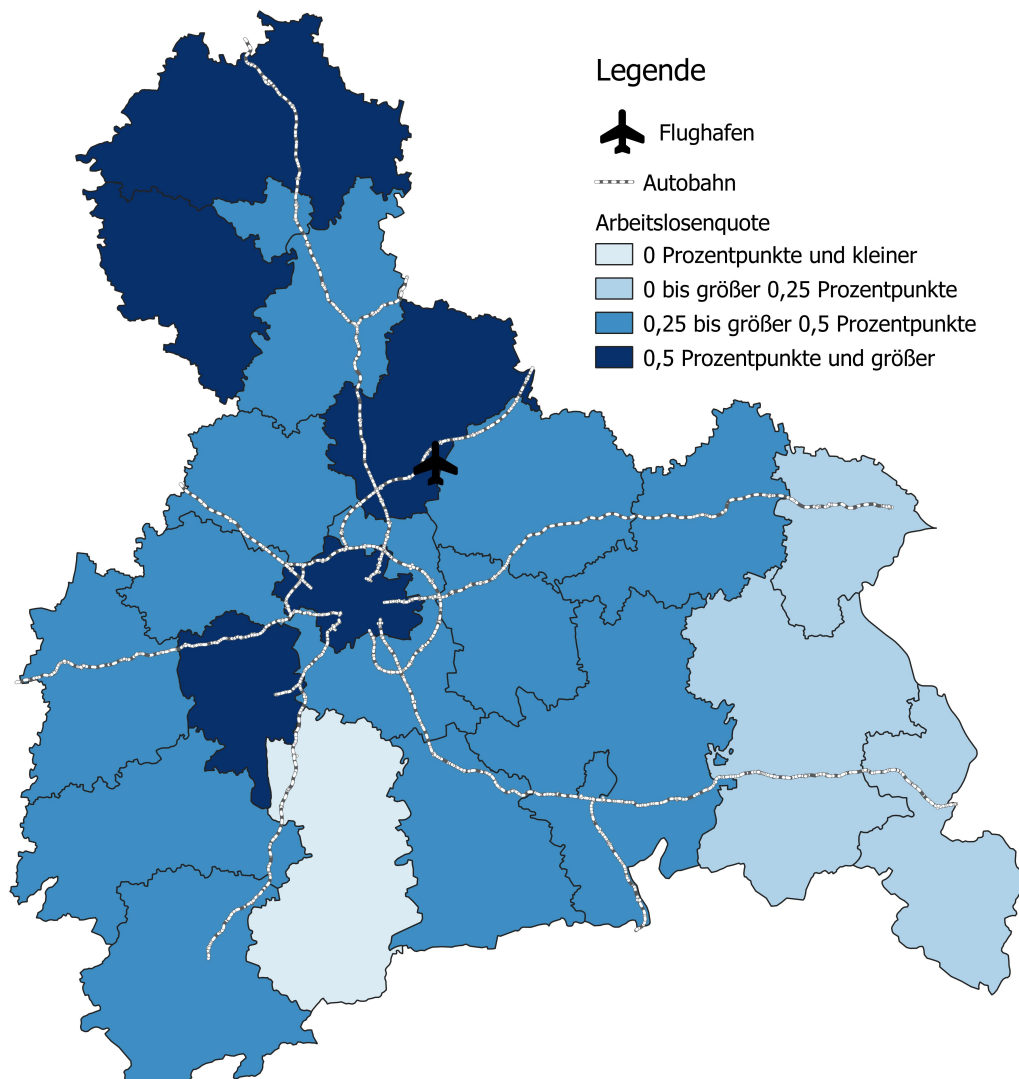 Legende
Flughafen
Autobahn
Arbeitslosenquote
0 Prozentpunkte und kleiner
0 bis größer 0,25 Prozentpunkte
0,25 bis größer 0,5 Prozentpunkte
0,5 Prozentpunkte und größer